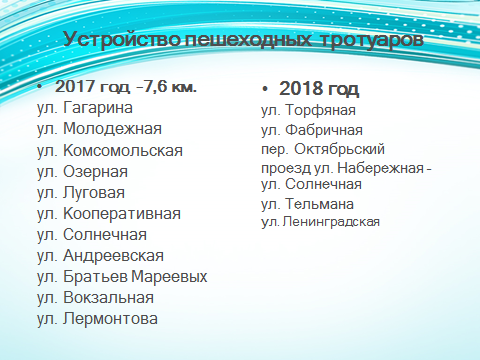 Устройство пешеходных тротуаров
• 2017 год -7,6 км.
ул. Гагарина
ул. Молодежная
ул. Комсомольская
ул. Озерная
ул. Луговая
ул. Кооперативная
ул. Солнечная
ул. Андреевская
ул. Братьев Мареевых
ул. Вокзальная
ул. Лермонтова
• 2018 год
ул. Торфяная
ул. Фабричная
пер. Октябрьский
проезд ул. Набережная -
ул. Солнечная
ул. Тельмана
ул. Ленинградская